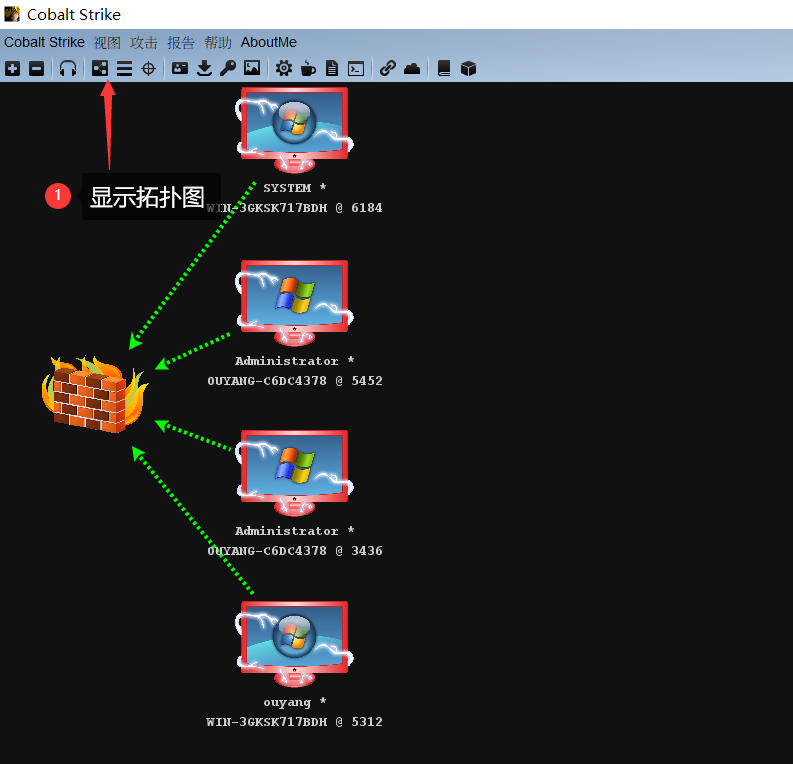 Cobalt Strike
Cobalt Strike 视图 攻击 报告 帮助 AboutMe
1 显示拓扑图
SYSTEM *
WIN-3GKSK717BDH @ 6184
Administrator *
OUYANG-C6DC4378 @ 5452
Administrator *
OUYANG-C6DC4378 @ 3436
ouyang *
WIN-3GKSK717BDH @ 5312